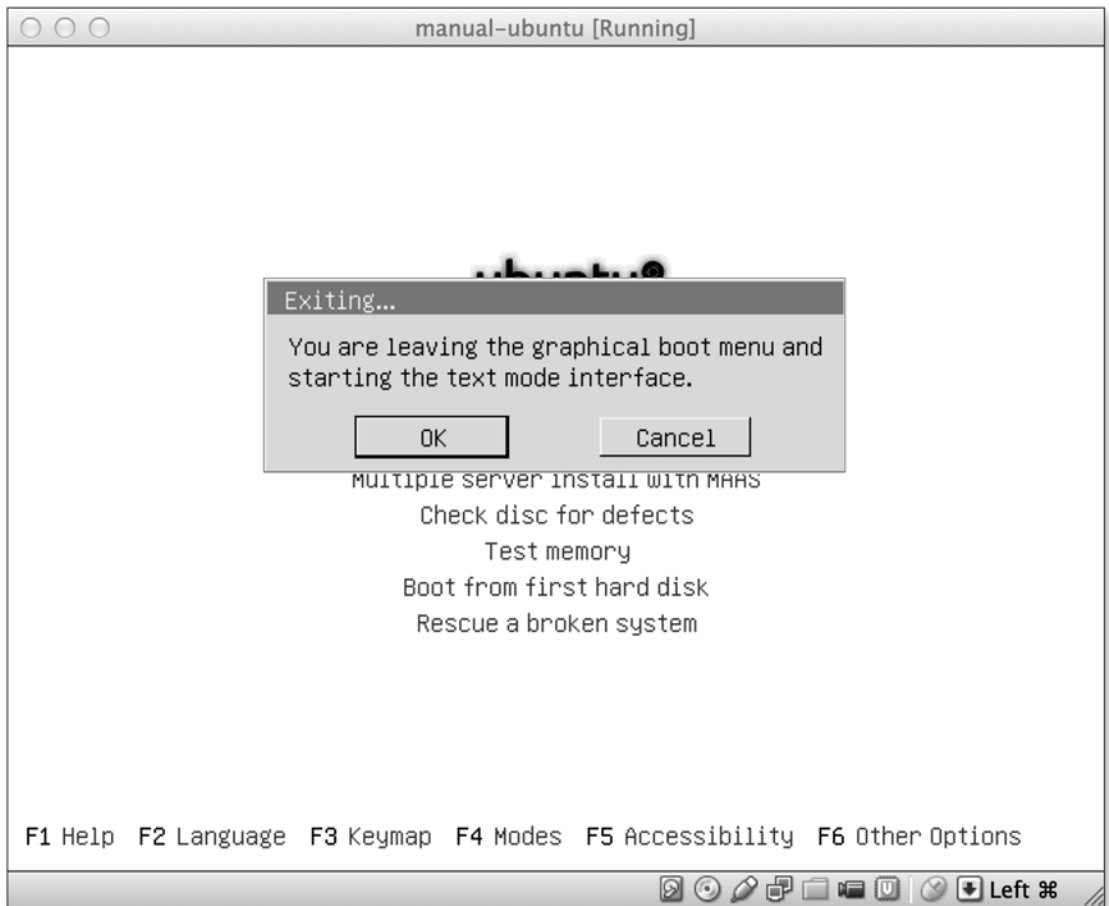 manual-ubuntu [Running]
ubuntu
Exiting...
You are leaving the graphical boot menu and
starting the text mode interface.
OK
Cancel
Multiple server install with MAAS
Check disc for defects
Test memory
Boot from first hard disk
Rescue a broken system
F1 Help F2 Language F3 Keymap F4 Modes F5 Accessibility F6 Other Options
Left ⌘